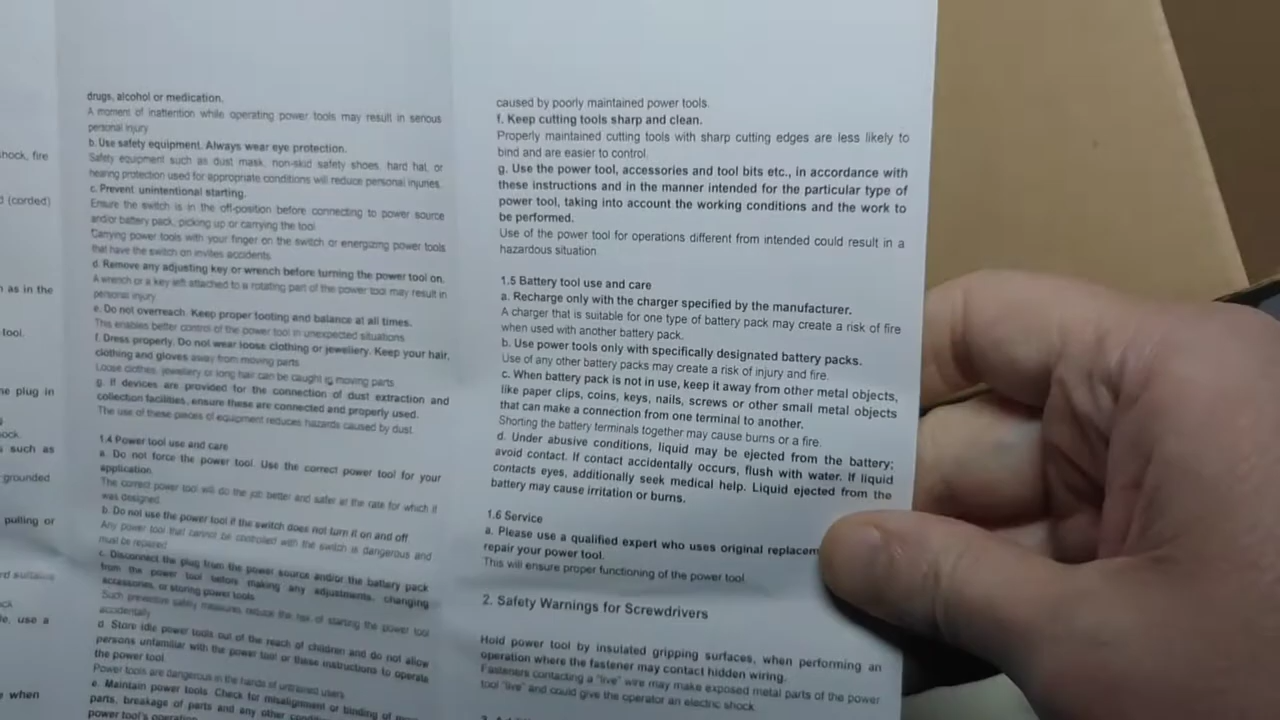 shock, fire
d (corded)
n as in the
tool.
ne plug in
ock.
s such as
-grounded
pulling or
e, use a
e when
drugs, alcohol or medication.
A moment of inattention while operating power tools may result in serious
personal injury.
b. Use safety equipment. Always wear eye protection.
Safety equipment such as dust mask, non-skid safety shoes, hard hat, or
hearing protection used for appropriate conditions will reduce personal injuries.
c. Prevent unintentional starting.
Ensure the switch is in the off-position before connecting to power source
and/or battery pack, picking up or carrying the tool.
Carrying power tools with your finger on the switch or energizing power tools
that have the switch on invites accidents.
d. Remove any adjusting key or wrench before turning the power tool on.
A wrench or a key left attached to a rotating part of the power tool may result in
personal injury.
e. Do not overreach. Keep proper footing and balance at all times.
This enables better control of the power tool in unexpected situations.
f. Dress properly. Do not wear loose clothing or jewellery. Keep your hair,
clothing and gloves away from moving parts.
Loose clothes, jewellery or long hair can be caught in moving parts.
g. If devices are provided for the connection of dust extraction and
collection facilities, ensure these are connected and properly used.
The use of these pieces of equipment reduces hazards caused by dust.
1.4 Power tool use and care
a. Do not force the power tool. Use the correct power tool for your
application.
The correct power tool will do the job better and safer at the rate for which it
was designed.
b. Do not use the power tool if the switch does not turn it on and off.
Any power tool that cannot be controlled with the switch is dangerous and
must be repaired.
c. Disconnect the plug from the power source and/or the battery pack
from the power tool before making any adjustments, changing
accessories, or storing power tools.
Such preventive safety measures reduce the risk of starting the power tool
accidentally.
d. Store idle power tools out of the reach of children and do not allow
persons unfamiliar with the power tool or these instructions to operate
the power tool.
Power tools are dangerous in the hands of untrained users.
e. Maintain power tools. Check for misalignment or binding of
parts, breakage of parts and any other
power tool's operation.
caused by poorly maintained power tools.
f. Keep cutting tools sharp and clean.
Properly maintained cutting tools with sharp cutting edges are less likely to
bind and are easier to control.
g. Use the power tool, accessories and tool bits etc., in accordance with
these instructions and in the manner intended for the particular type of
power tool, taking into account the working conditions and the work to
be performed.
Use of the power tool for operations different from intended could result in a
hazardous situation
1.5 Battery tool use and care
a. Recharge only with the charger specified by the manufacturer.
A charger that is suitable for one type of battery pack may create a risk of fire
when used with another battery pack.
b. Use power tools only with specifically designated battery packs.
Use of any other battery packs may create a risk of injury and fire.
c. When battery pack is not in use, keep it away from other metal objects,
like paper clips, coins, keys, nails, screws or other small metal objects
that can make a connection from one terminal to another.
Shorting the battery terminals together may cause burns or a fire.
d. Under abusive conditions, liquid may be ejected from the battery;
avoid contact. If contact accidentally occurs, flush with water. If liquid
contacts eyes, additionally seek medical help. Liquid ejected from the
battery may cause irritation or burns.
1.6 Service
a. Please use a qualified expert who uses original replacem
repair your power tool.
This will ensure proper functioning of the power tool
2. Safety Warnings for Screwdrivers
Hold power tool by insulated gripping surfaces, when performing an
operation where the fastener may contact hidden wiring.
Fasteners contacting a "live" wire may make exposed metal parts of the power
tool "live" and could give the operator an electric shock.